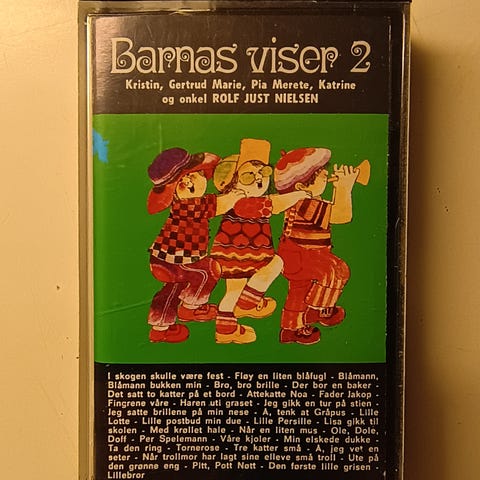 Barnas viser 2
Kristin, Gertrud Marie, Pia Merete, Katrine
og onkel ROLF JUST NIELSEN
I skogen skulle være fest - Fløy en liten blåfugl - Blåmann,
Blåmann bukken min - Bro, bro brille - Der bor en baker -
Det satt to katter på et bord - Attekatte Noa - Fader Jakop -
Fingrene våre - Haren uti graset - Jeg gikk en tur på stien -
Jeg satte brillene på min nese - Å, tenk at Gråpus - Lille
Lotte - Lille postbud min due - Lille Persille - Lisa gikk til
skolen - Med krøllet hale - Når en liten mus - Ole, Dole,
Doff - Per Spelemann - Våre kjoler - Min elskede dukke -
Ta den ring - Tornerose - Tre katter små - Å, jeg vet en
seter - Når trollmor har lagt sine elleve små troll - Ute på
den grønne eng - Pitt, Pott Nøtt - Den første lille grisen -
Lillebror